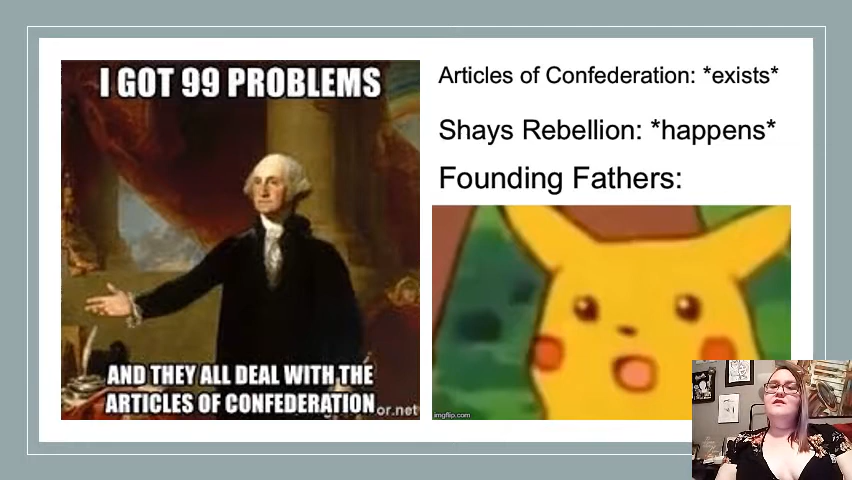 I GOT 99 PROBLEMS
AND THEY ALL DEAL WITH THE
ARTICLES OF CONFEDERATION
or.net
Articles of Confederation: *exists*
Shays Rebellion: *happens*
Founding Fathers:
imgflip.com